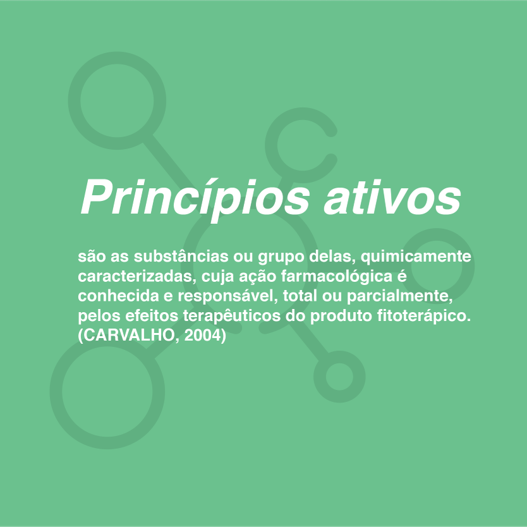 Princípios ativos
são as substâncias ou grupo delas, quimicamente
caracterizadas, cuja ação farmacológica é
conhecida e responsável, total ou parcialmente,
pelos efeitos terapêuticos do produto fitoterápico.
(CARVALHO, 2004)